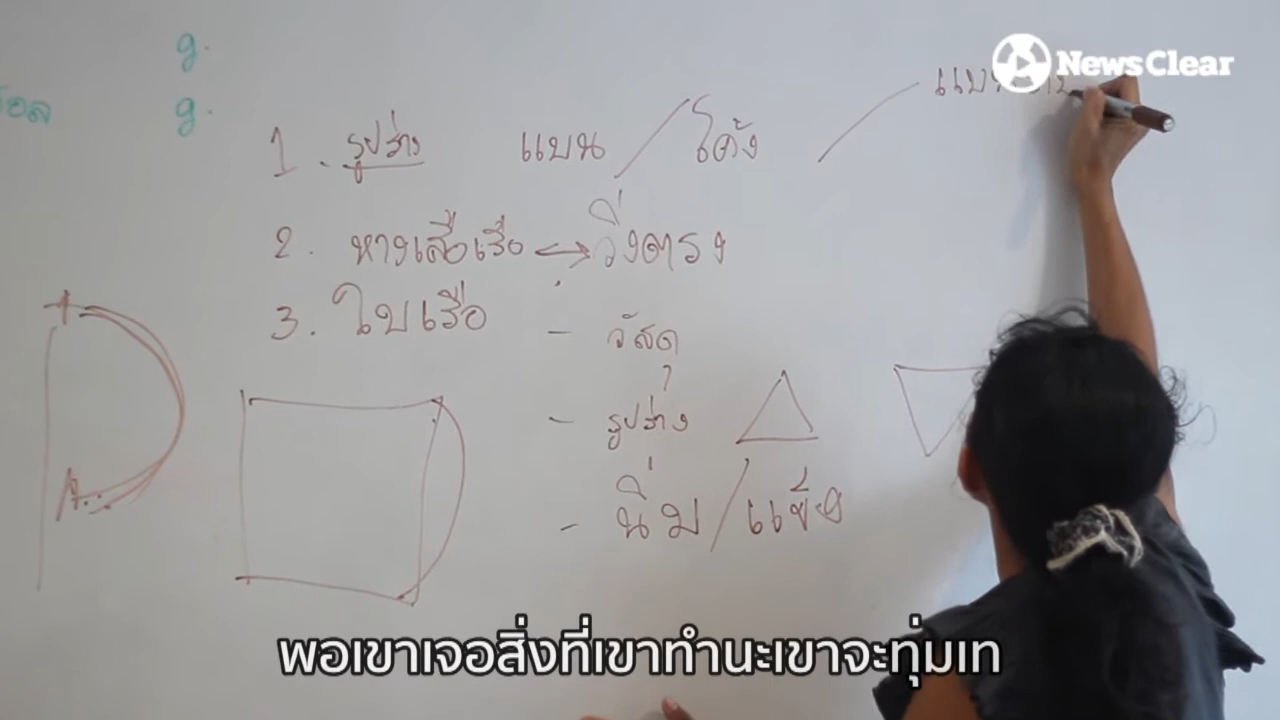 NewsClear
g.
g.
1. รูปร่าง แบน / โค้ง /
2. หางเสือเรือ ↔ วิ่งตรง
3. ใบเรือ
- วัสดุ
- รูปร่าง
- นิ่ม / แข็ง
พอเขาเจอสิ่งที่เขาทำนะเขาจะทุ่มเท